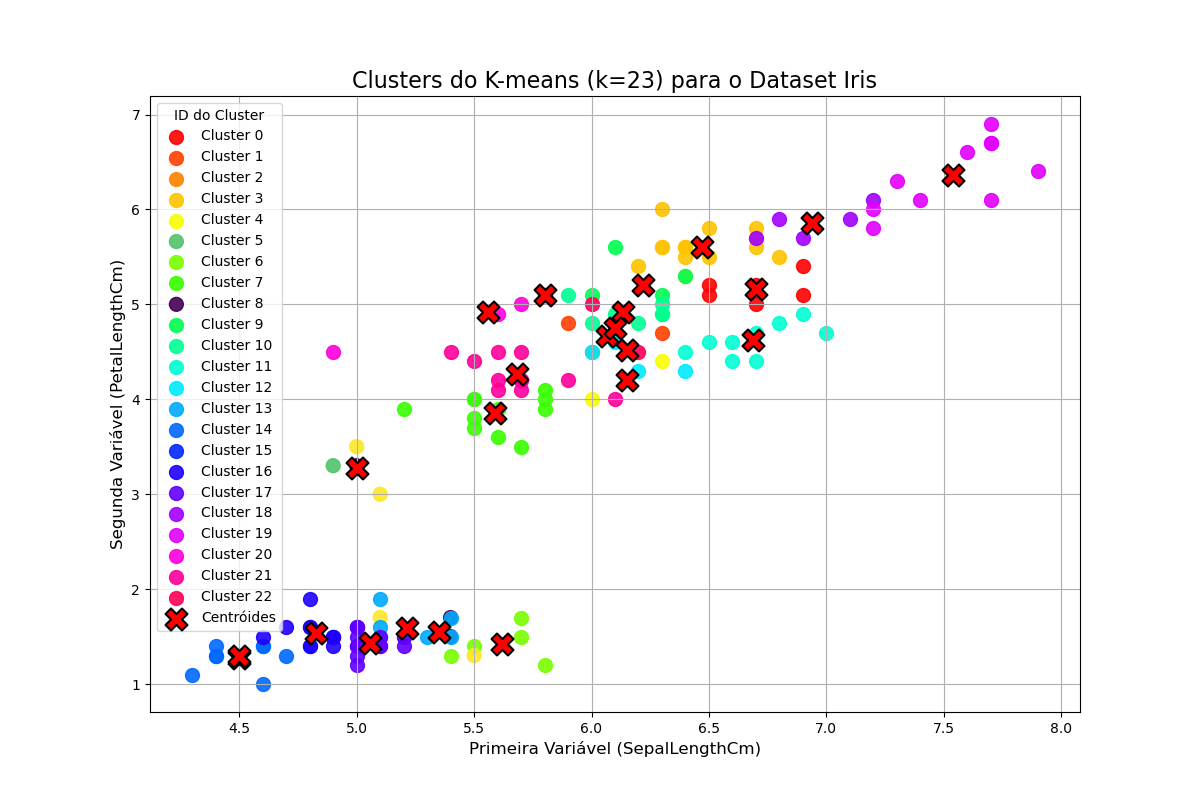 Clusters do K-means (k=23) para o Dataset Iris
ID do Cluster
Cluster 0
Cluster 1
Cluster 2
Cluster 3
Cluster 4
Cluster 5
Cluster 6
Cluster 7
Cluster 8
Cluster 9
Cluster 10
Cluster 11
Cluster 12
Cluster 13
Cluster 14
Cluster 15
Cluster 16
Cluster 17
Cluster 18
Cluster 19
Cluster 20
Cluster 21
Cluster 22
Centróides
Segunda Variável (PetalLengthCm)
7
6
5
4
3
2
1
4.5 5.0 5.5 6.0 6.5 7.0 7.5 8.0
Primeira Variável (SepalLengthCm)